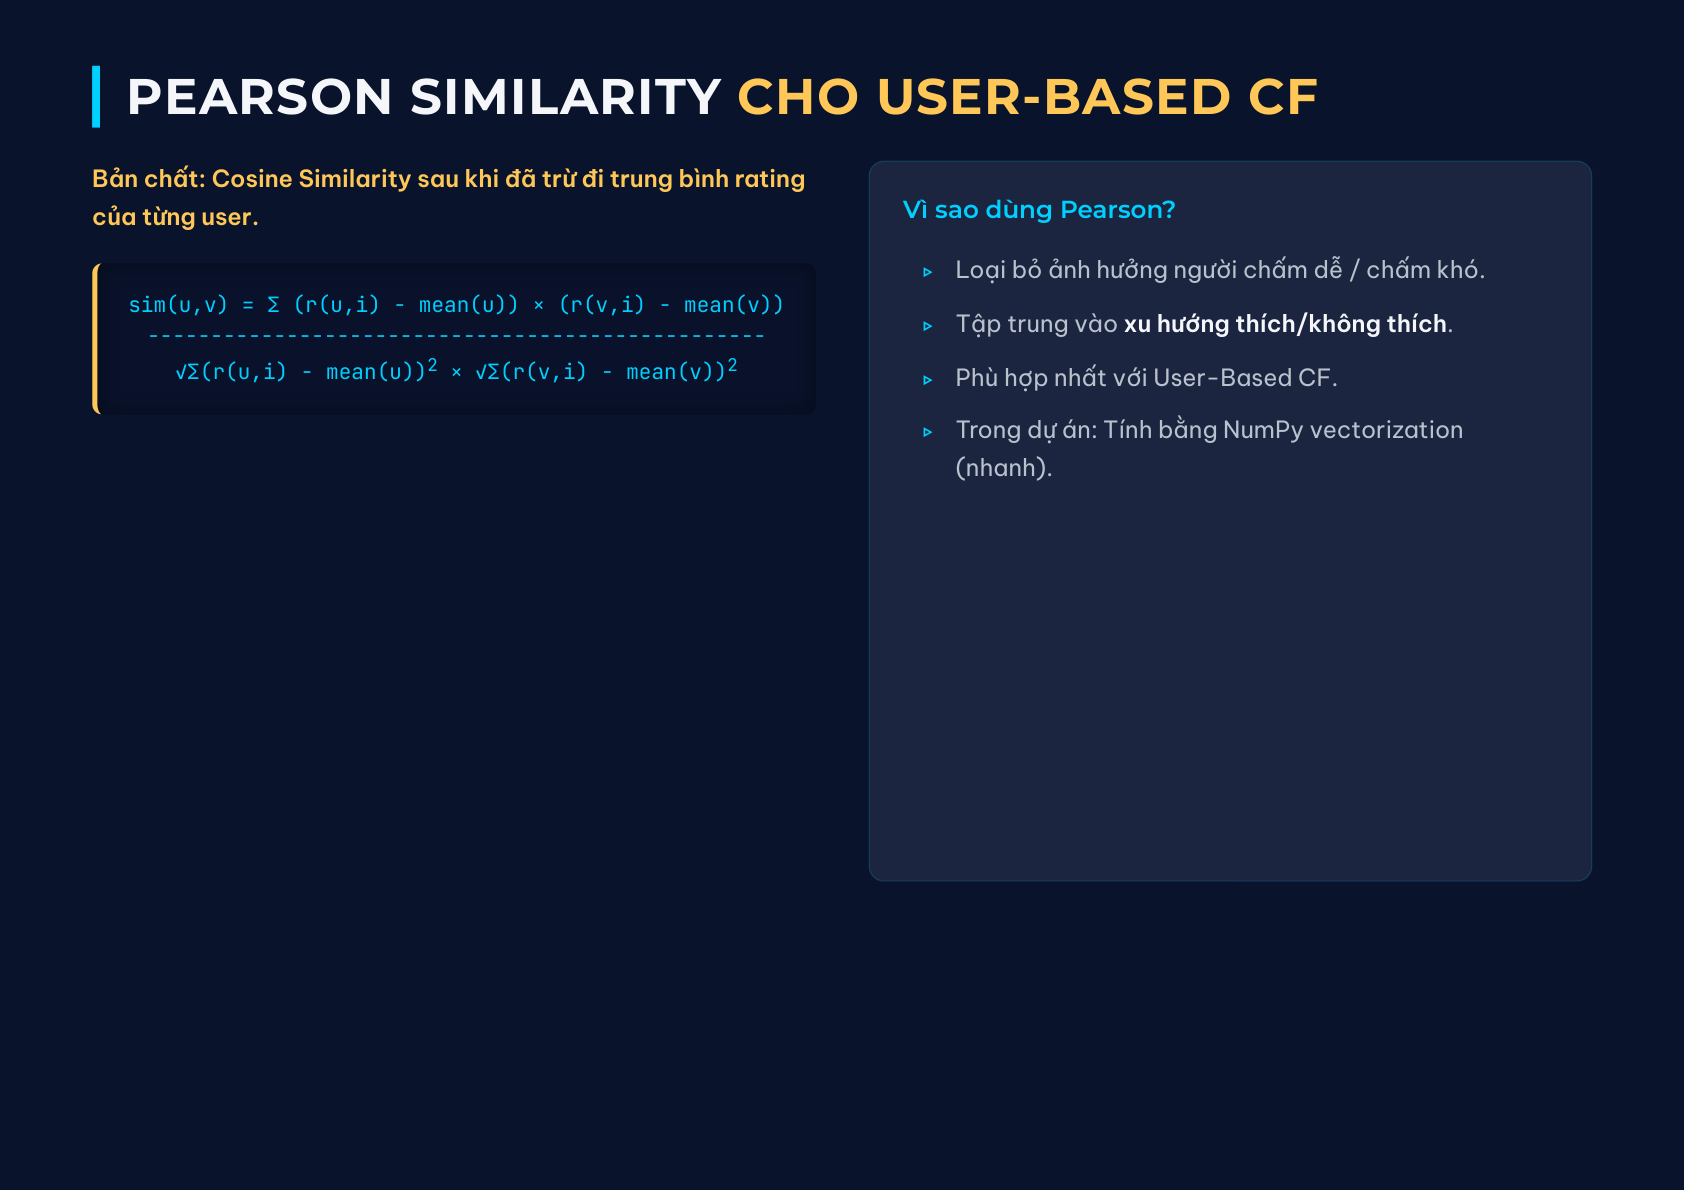 PEARSON SIMILARITY CHO USER-BASED CF
Bản chất: Cosine Similarity sau khi đã trừ đi trung bình rating
của từng user.
sim(u,v) = Σ (r(u,i) - mean(u)) × (r(v,i) - mean(v))
-------------------------------------------------
√Σ(r(u,i) - mean(u))² × √Σ(r(v,i) - mean(v))²
Vì sao dùng Pearson?
▹ Loại bỏ ảnh hưởng người chấm dễ / chấm khó.
▹ Tập trung vào xu hướng thích/không thích.
▹ Phù hợp nhất với User-Based CF.
▹ Trong dự án: Tính bằng NumPy vectorization
(nhanh).